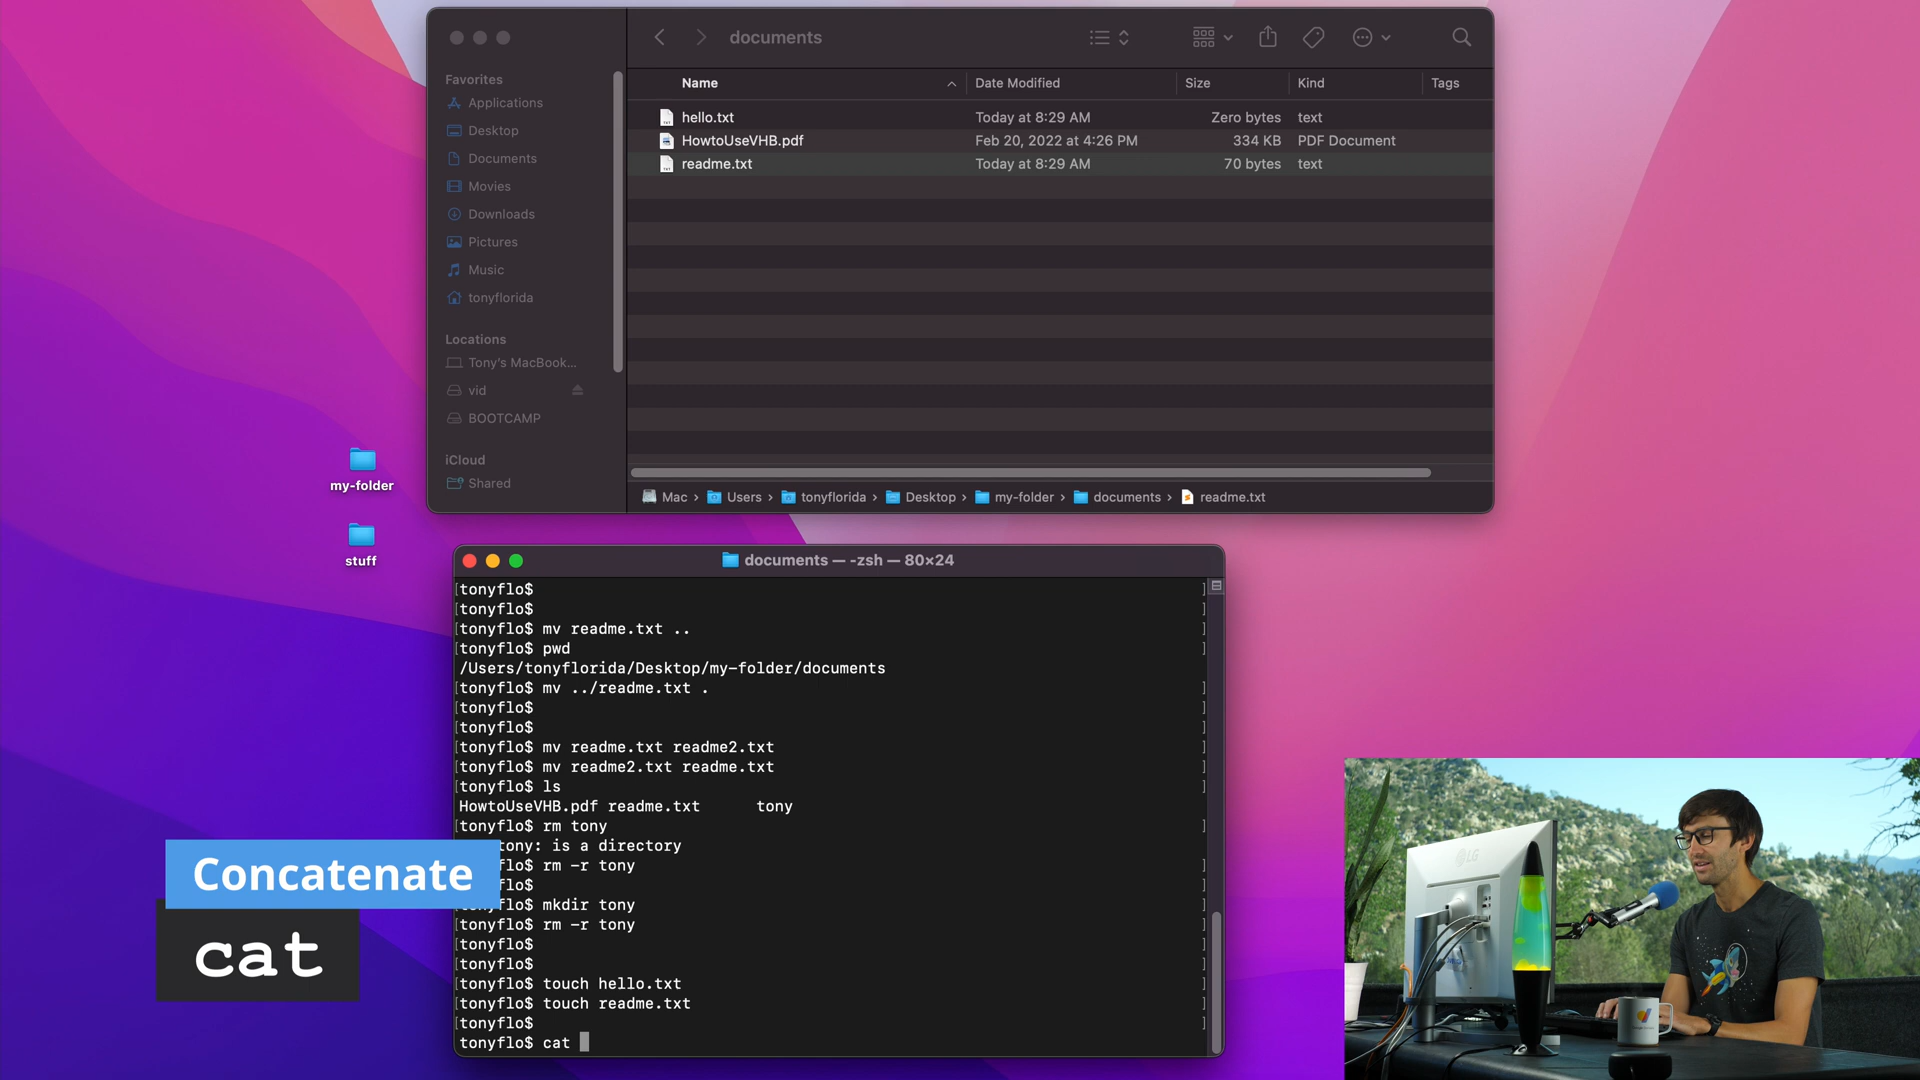 documents
Name Date Modified Size Kind Tags
hello.txt Today at 8:29 AM Zero bytes text
HowtoUseVHB.pdf Feb 20, 2022 at 4:26 PM 334 KB PDF Document
readme.txt Today at 8:29 AM 70 bytes text
Favorites
Applications
Desktop
Documents
Movies
Downloads
Pictures
Music
tonyflorida
Locations
Tony's MacBook...
vid
BOOTCAMP
iCloud
Shared
Mac › Users › tonyflorida › Desktop › my-folder › documents › readme.txt
my-folder
stuff
documents — -zsh — 80×24
[tonyflo$ ]
[tonyflo$ ]
[tonyflo$ mv readme.txt .. ]
[tonyflo$ pwd ]
/Users/tonyflorida/Desktop/my-folder/documents
[tonyflo$ mv ../readme.txt . ]
[tonyflo$ ]
[tonyflo$ ]
[tonyflo$ mv readme.txt readme2.txt ]
[tonyflo$ mv readme2.txt readme.txt ]
[tonyflo$ ls ]
HowtoUseVHB.pdf readme.txt tony
[tonyflo$ rm tony ]
tony: is a directory
flo$ rm -r tony ]
flo$ ]
flo$ mkdir tony ]
[tonyflo$ rm -r tony ]
[tonyflo$ ]
[tonyflo$ ]
[tonyflo$ touch hello.txt ]
[tonyflo$ touch readme.txt ]
[tonyflo$ ]
tonyflo$ cat
Concatenate
cat
LG